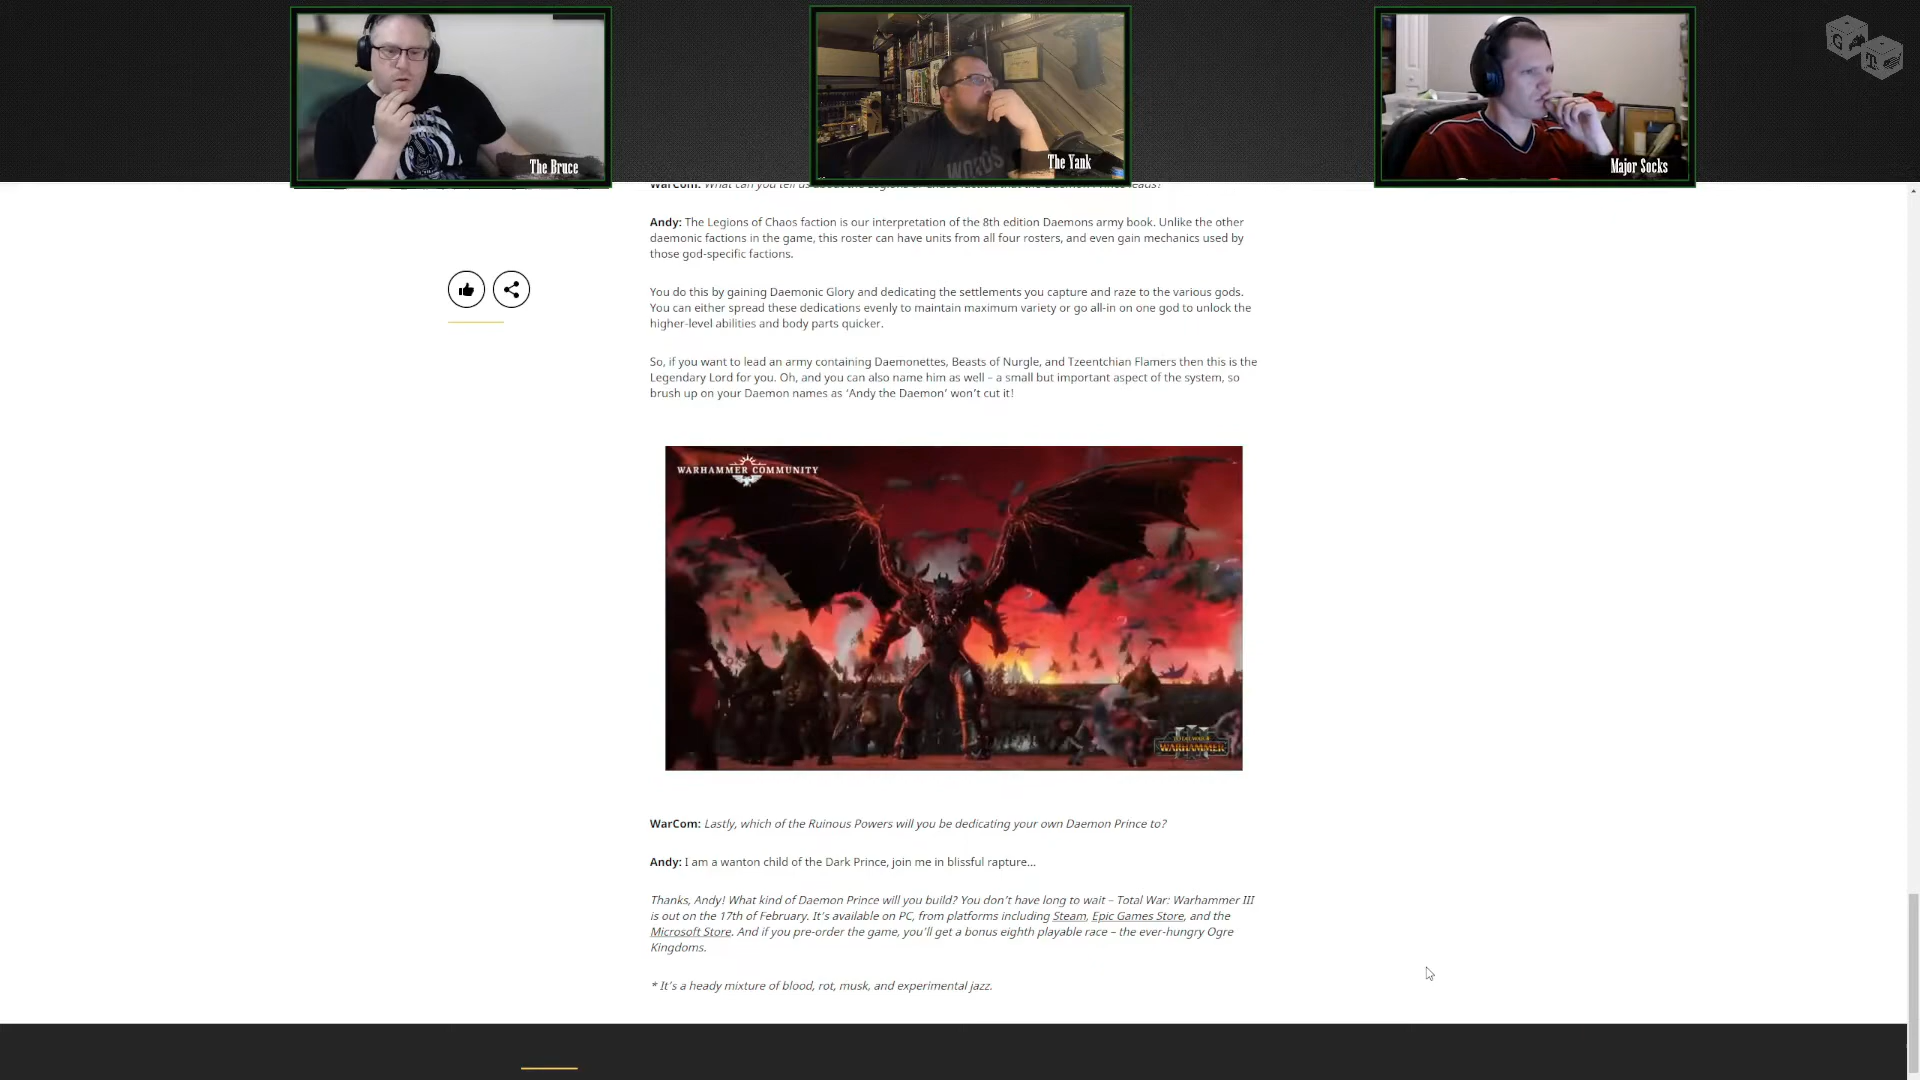 The Bruce
WORDS
The Yank
Major Socks
G
T
WarCom: What can you tell us
Andy: The Legions of Chaos faction is our interpretation of the 8th edition Daemons army book. Unlike the other
daemonic factions in the game, this roster can have units from all four rosters, and even gain mechanics used by
those god-specific factions.
You do this by gaining Daemonic Glory and dedicating the settlements you capture and raze to the various gods.
You can either spread these dedications evenly to maintain maximum variety or go all-in on one god to unlock the
higher-level abilities and body parts quicker.
So, if you want to lead an army containing Daemonettes, Beasts of Nurgle, and Tzeentchian Flamers then this is the
Legendary Lord for you. Oh, and you can also name him as well – a small but important aspect of the system, so
brush up on your Daemon names as ‘Andy the Daemon’ won’t cut it!
WARHAMMER COMMUNITY
TOTAL WAR
WARHAMMER
III
WarCom: Lastly, which of the Ruinous Powers will you be dedicating your own Daemon Prince to?
Andy: I am a wanton child of the Dark Prince, join me in blissful rapture…
Thanks, Andy! What kind of Daemon Prince will you build? You don’t have long to wait – Total War: Warhammer III
is out on the 17th of February. It’s available on PC, from platforms including Steam, Epic Games Store, and the
Microsoft Store. And if you pre-order the game, you’ll get a bonus eighth playable race – the ever-hungry Ogre
Kingdoms.
* It’s a heady mixture of blood, rot, musk, and experimental jazz.